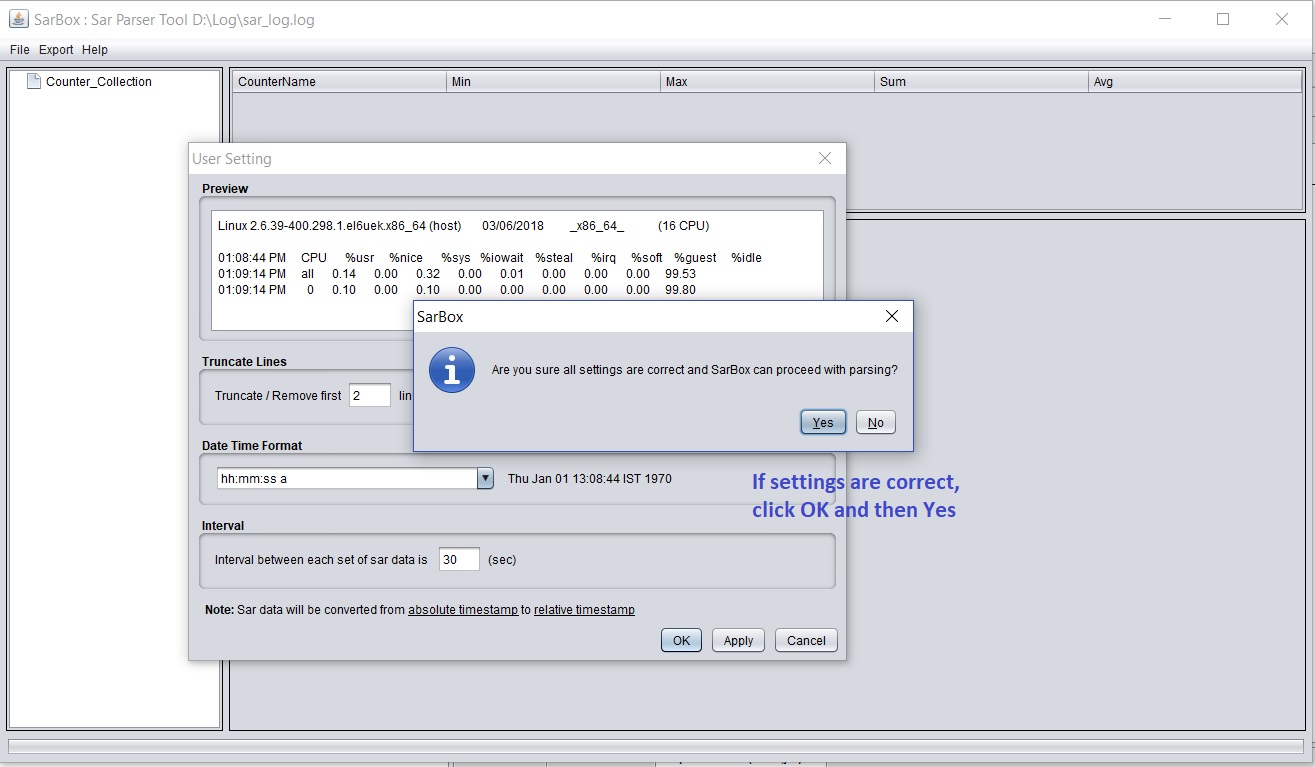 SarBox : Sar Parser Tool D:\Log\sar_log.log
File Export Help
Counter_Collection
CounterName Min Max Sum Avg
User Setting
Preview
Linux 2.6.39-400.298.1.el6uek.x86_64 (host) 03/06/2018 _x86_64_ (16 CPU)
01:08:44 PM CPU %usr %nice %sys %iowait %steal %irq %soft %guest %idle
01:09:14 PM all 0.14 0.00 0.32 0.00 0.01 0.00 0.00 0.00 99.53
01:09:14 PM 0 0.10 0.00 0.10 0.00 0.00 0.00 0.00 0.00 99.80
SarBox
Are you sure all settings are correct and SarBox can proceed with parsing?
Yes No
Truncate Lines
Truncate / Remove first 2 lin
Date Time Format
hh:mm:ss a Thu Jan 01 13:08:44 IST 1970
If settings are correct,
click OK and then Yes
Interval
Interval between each set of sar data is 30 (sec)
Note: Sar data will be converted from absolute timestamp to relative timestamp
OK Apply Cancel